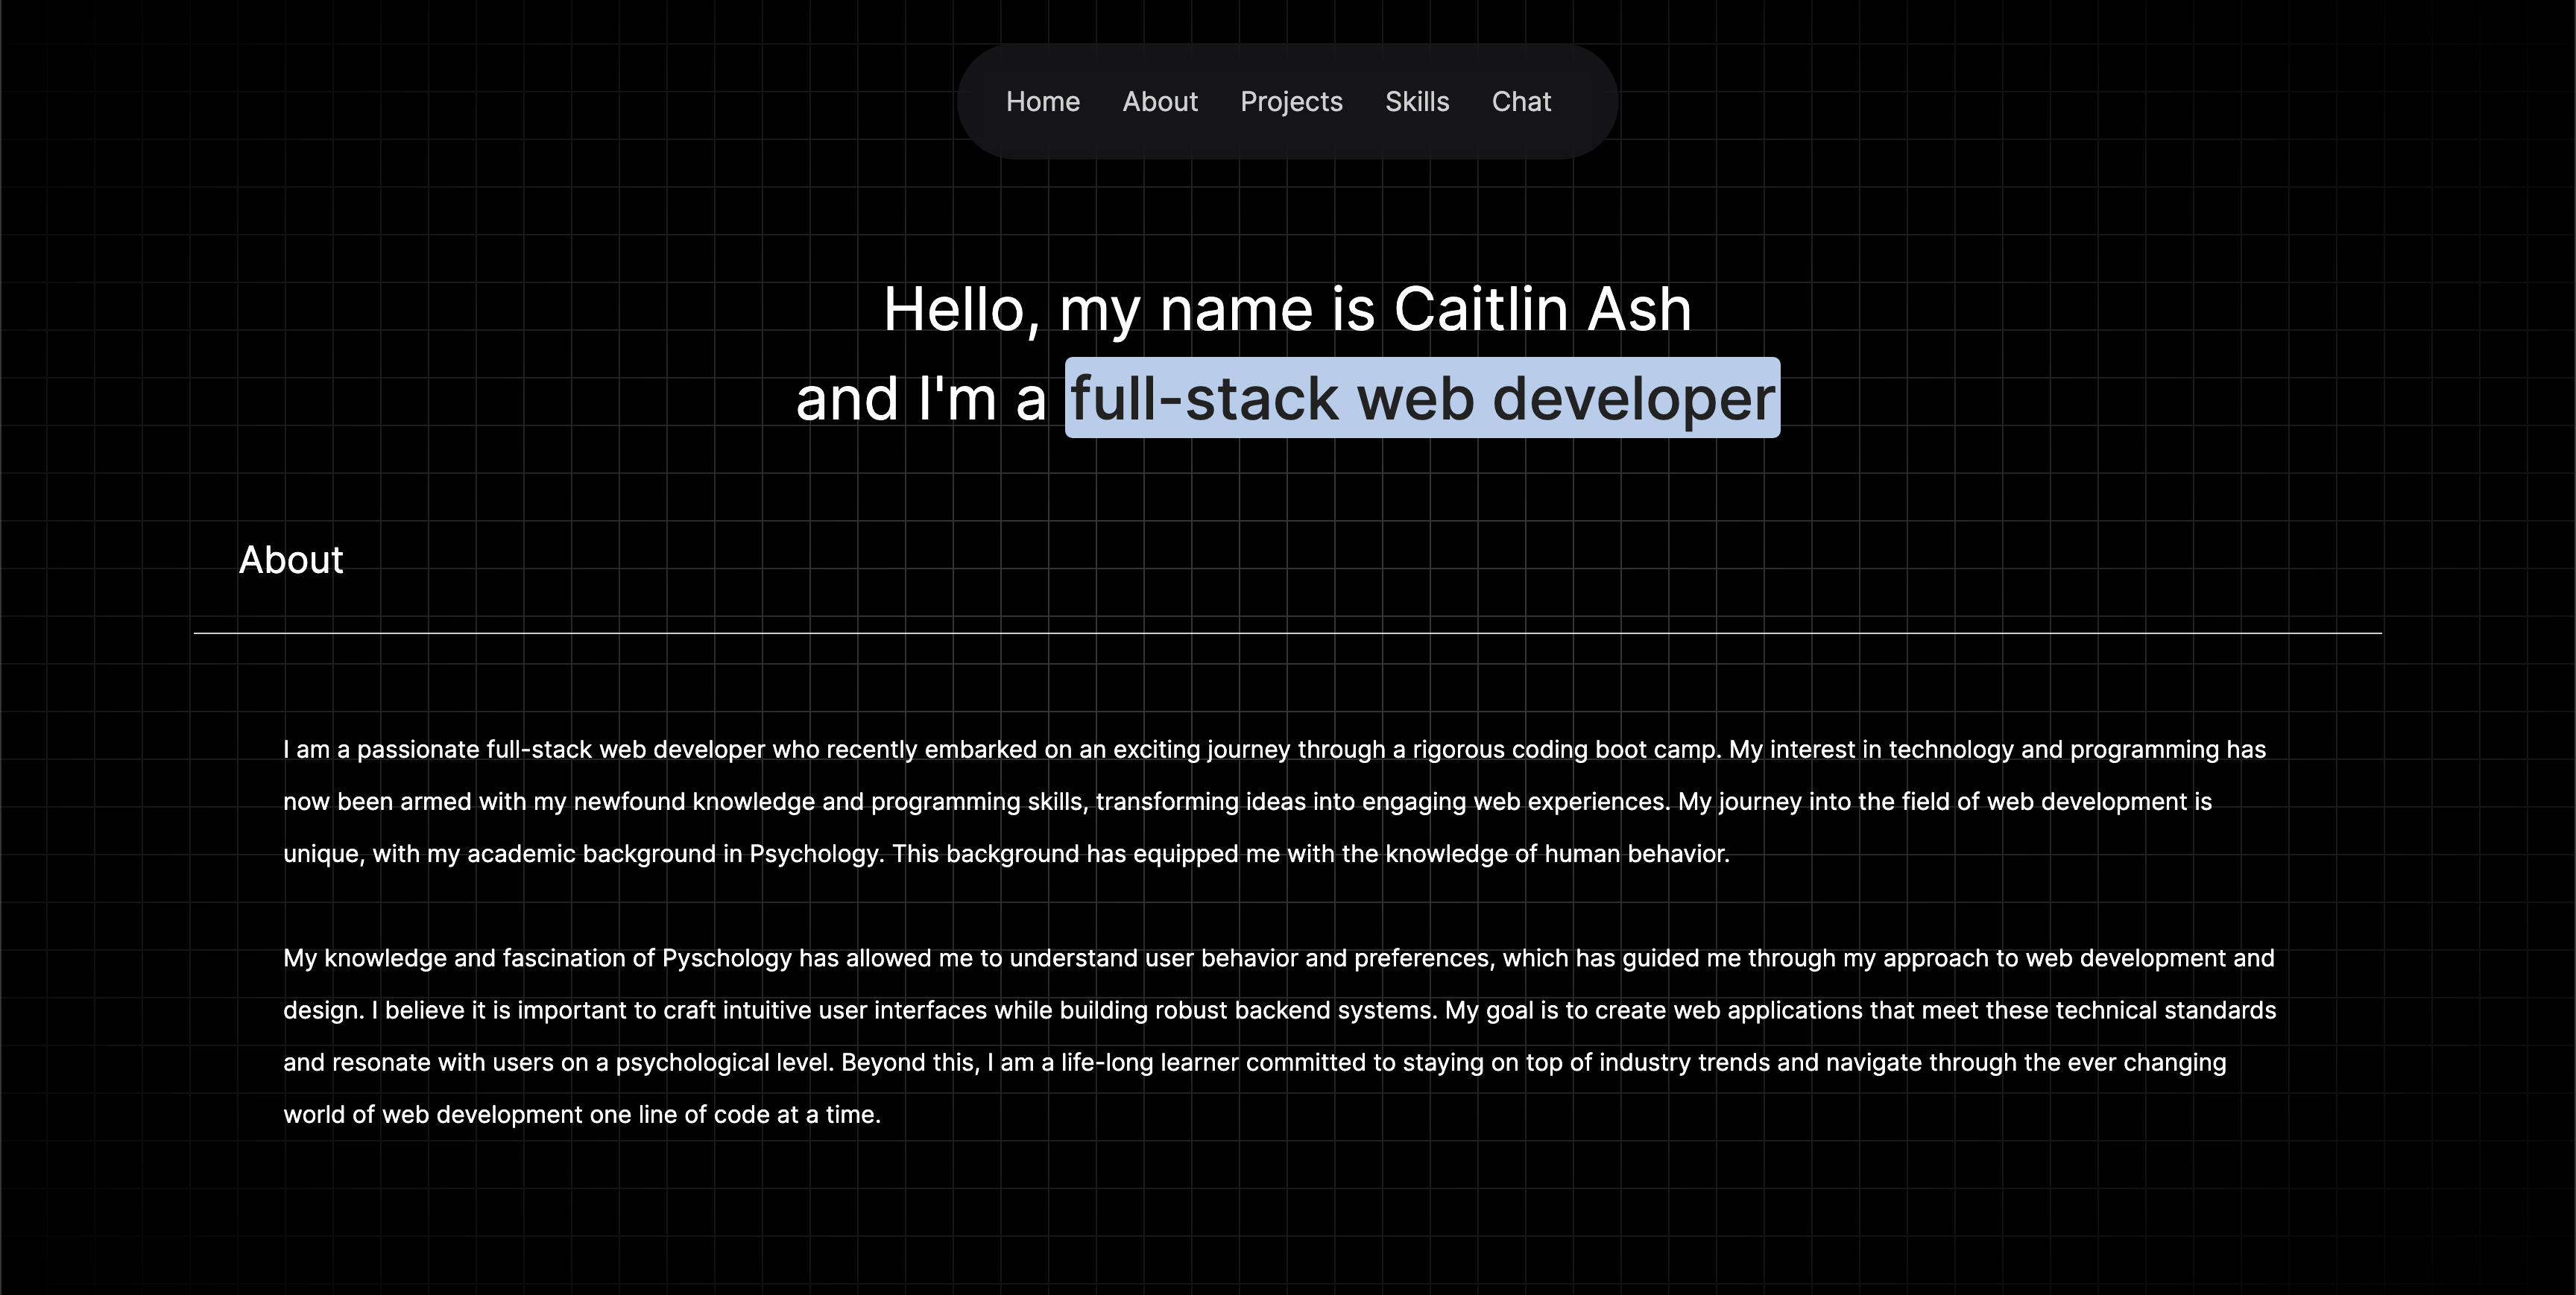 Home About Projects Skills Chat
Hello, my name is Caitlin Ash
and I'm a full-stack web developer
About
I am a passionate full-stack web developer who recently embarked on an exciting journey through a rigorous coding boot camp. My interest in technology and programming has
now been armed with my newfound knowledge and programming skills, transforming ideas into engaging web experiences. My journey into the field of web development is
unique, with my academic background in Psychology. This background has equipped me with the knowledge of human behavior.
My knowledge and fascination of Pyschology has allowed me to understand user behavior and preferences, which has guided me through my approach to web development and
design. I believe it is important to craft intuitive user interfaces while building robust backend systems. My goal is to create web applications that meet these technical standards
and resonate with users on a psychological level. Beyond this, I am a life-long learner committed to staying on top of industry trends and navigate through the ever changing
world of web development one line of code at a time.